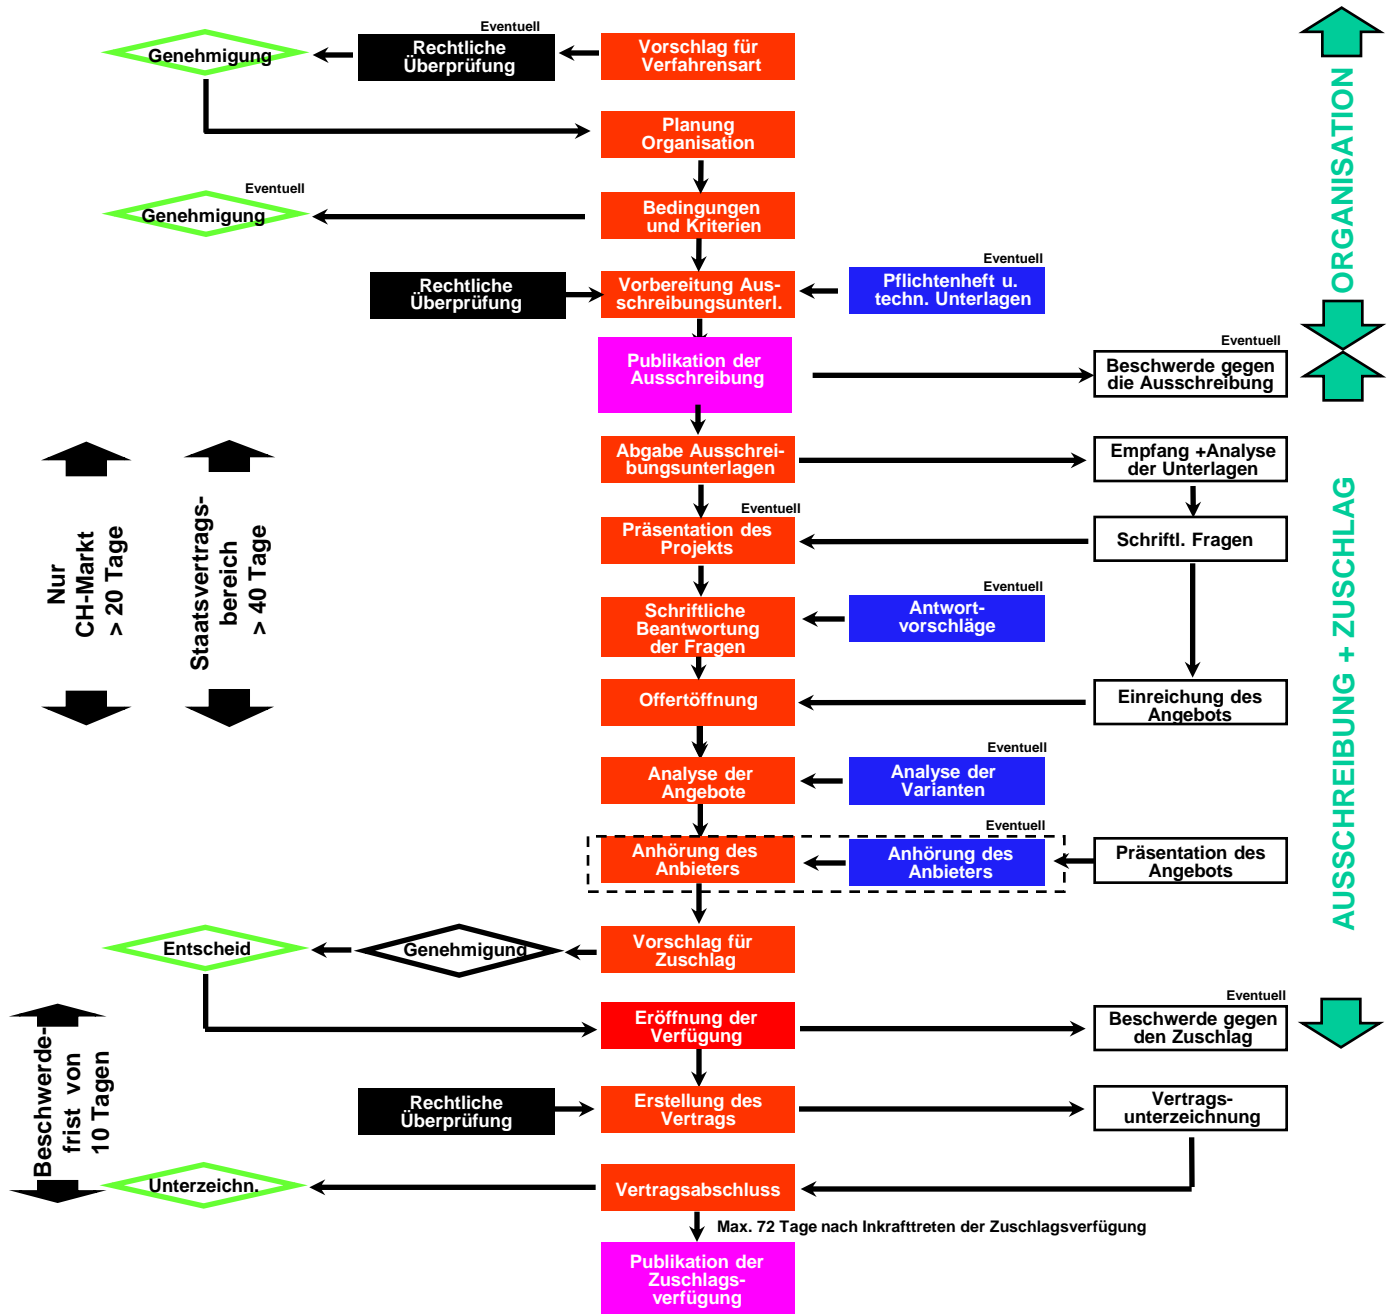 Eventuell
Genehmigung
Rechtliche
Überprüfung
Vorschlag für
Verfahrensart
Planung
Organisation
Eventuell
Genehmigung
Bedingungen
und Kriterien
Rechtliche
Überprüfung
Vorbereitung Aus-
schreibungsunterl.
Eventuell
Pflichtenheft u.
techn. Unterlagen
ORGANISATION
Publikation der
Ausschreibung
Eventuell
Beschwerde gegen
die Ausschreibung
Abgabe Ausschrei-
bungsunterlagen
Empfang +Analyse
der Unterlagen
Nur
CH-Markt
> 20 Tage
Staatsvertrags-
bereich
> 40 Tage
Eventuell
Präsentation des
Projekts
Schriftl. Fragen
Schriftliche
Beantwortung
der Fragen
Eventuell
Antwort-
vorschläge
Offertöffnung
Einreichung des
Angebots
AUSSCHREIBUNG + ZUSCHLAG
Analyse der
Angebote
Eventuell
Analyse der
Varianten
Anhörung des
Anbieters
Eventuell
Anhörung des
Anbieters
Präsentation des
Angebots
Entscheid
Genehmigung
Vorschlag für
Zuschlag
Eröffnung der
Verfügung
Eventuell
Beschwerde gegen
den Zuschlag
Beschwerde-
frist von
10 Tagen
Rechtliche
Überprüfung
Erstellung des
Vertrags
Vertrags-
unterzeichnung
Unterzeichn.
Vertragsabschluss
Max. 72 Tage nach Inkrafttreten der Zuschlagsverfügung
Publikation der
Zuschlags-
verfügung